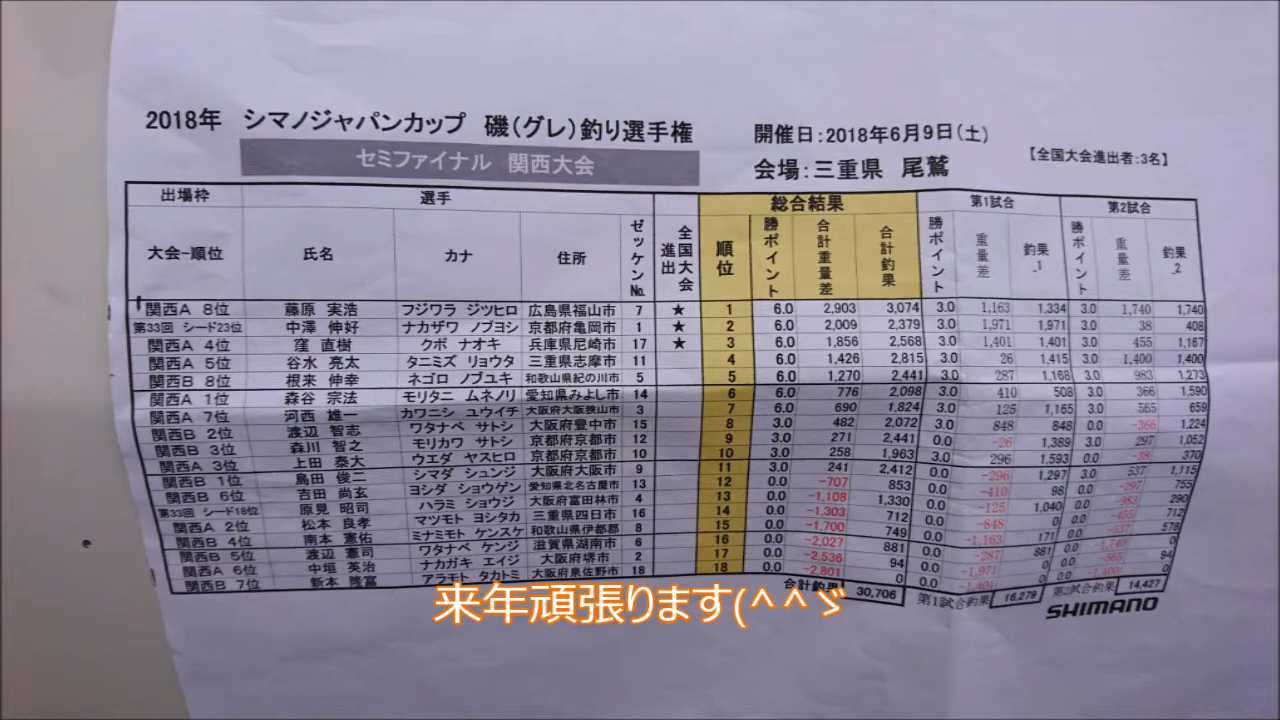 2018年 シマノジャパンカップ 磯(グレ)釣り選手権
開催日:2018年6月9日(土)
セミファイナル 関西大会
会場:三重県 尾鷲
【全国大会進出者:3名】
出場枠 選手 総合結果 第1試合 第2試合
大会-順位 氏名 カナ 住所 ゼッケンNo. 全国大会進出 順位 勝ポイント 合計重量差 合計釣果 勝ポイント 重量差 釣果_1 勝ポイント 重量差 釣果_2
関西A 8位 藤原 実浩 フジワラ ジツヒロ 広島県福山市 7 ★ 1 6.0 2,903 3,074 3.0 1,163 1,334 3.0 1,740 1,740
第33回 シード23位 中澤 伸好 ナカザワ ノブヨシ 京都府亀岡市 1 ★ 2 6.0 2,009 2,379 3.0 1,971 1,971 3.0 38 408
関西A 4位 窪 直樹 クボ ナオキ 兵庫県尼崎市 17 ★ 3 6.0 1,856 2,568 3.0 1,401 1,401 3.0 455 1,167
関西A 5位 谷水 亮太 タニミズ リョウタ 三重県志摩市 11 4 6.0 1,426 2,815 3.0 26 1,415 3.0 1,400 1,400
関西B 8位 根来 伸幸 ネゴロ ノブユキ 和歌山県紀の川市 5 5 6.0 1,270 2,441 3.0 287 1,168 3.0 983 1,273
関西A 1位 森谷 宗法 モリタニ ムネノリ 愛知県みよし市 14 6 6.0 776 2,098 3.0 410 508 3.0 366 1,590
関西A 7位 河西 雄一 カワニシ ユウイチ 大阪府大阪狭山市 3 7 6.0 690 1,824 3.0 125 1,165 3.0 565 659
関西B 2位 渡辺 智志 ワタナベ サトシ 大阪府豊中市 15 8 3.0 482 2,072 3.0 848 848 0.0 -366 1,224
関西B 3位 森川 智之 モリカワ サトシ 京都府京都市 12 9 3.0 271 2,441 0.0 -26 1,389 3.0 297 1,052
関西A 3位 上田 泰大 ウエダ ヤスヒロ 京都府京都市 10 10 3.0 258 1,963 3.0 296 1,593 0.0 -38 370
関西B 1位 島田 俊二 シマダ シュンジ 大阪府大阪市 9 11 3.0 241 2,412 0.0 -296 1,297 3.0 537 1,115
関西B 6位 吉田 尚玄 ヨシダ ショウゲン 愛知県北名古屋市 13 12 0.0 -707 853 0.0 -410 98 0.0 -297 755
第33回 シード18位 原見 昭司 ハラミ ショウジ 大阪府富田林市 4 13 0.0 -1,108 1,330 0.0 -125 1,040 0.0 -983 290
関西A 2位 松本 良孝 マツモト ヨシタカ 三重県四日市市 16 14 0.0 -1,303 712 0.0 -848 0 0.0 -455 712
関西B 4位 南本 憲佑 ミナミモト ケンスケ 和歌山県伊都郡 8 15 0.0 -1,700 749 0.0 -1,163 171 0.0 -537 578
関西B 5位 渡辺 憲司 ワタナベ ケンジ 滋賀県湖南市 6 16 0.0 -2,027 881 0.0 -287 881 0.0 -1,740 0
関西A 6位 中垣 英治 ナカガキ エイジ 大阪府堺市 2 17 0.0 -2,536 94 0.0 -1,971 0 0.0 -565 94
関西B 7位 新本 隆富 アラモト タカトミ 大阪府泉佐野市 18 18 0.0 -2,801 0 0.0 -1,401 0 0.0 -1,400 0
合計釣果 30,706 第1試合釣果 16,279 第2試合釣果 14,427
SHIMANO
来年頑張ります(^^ゞ